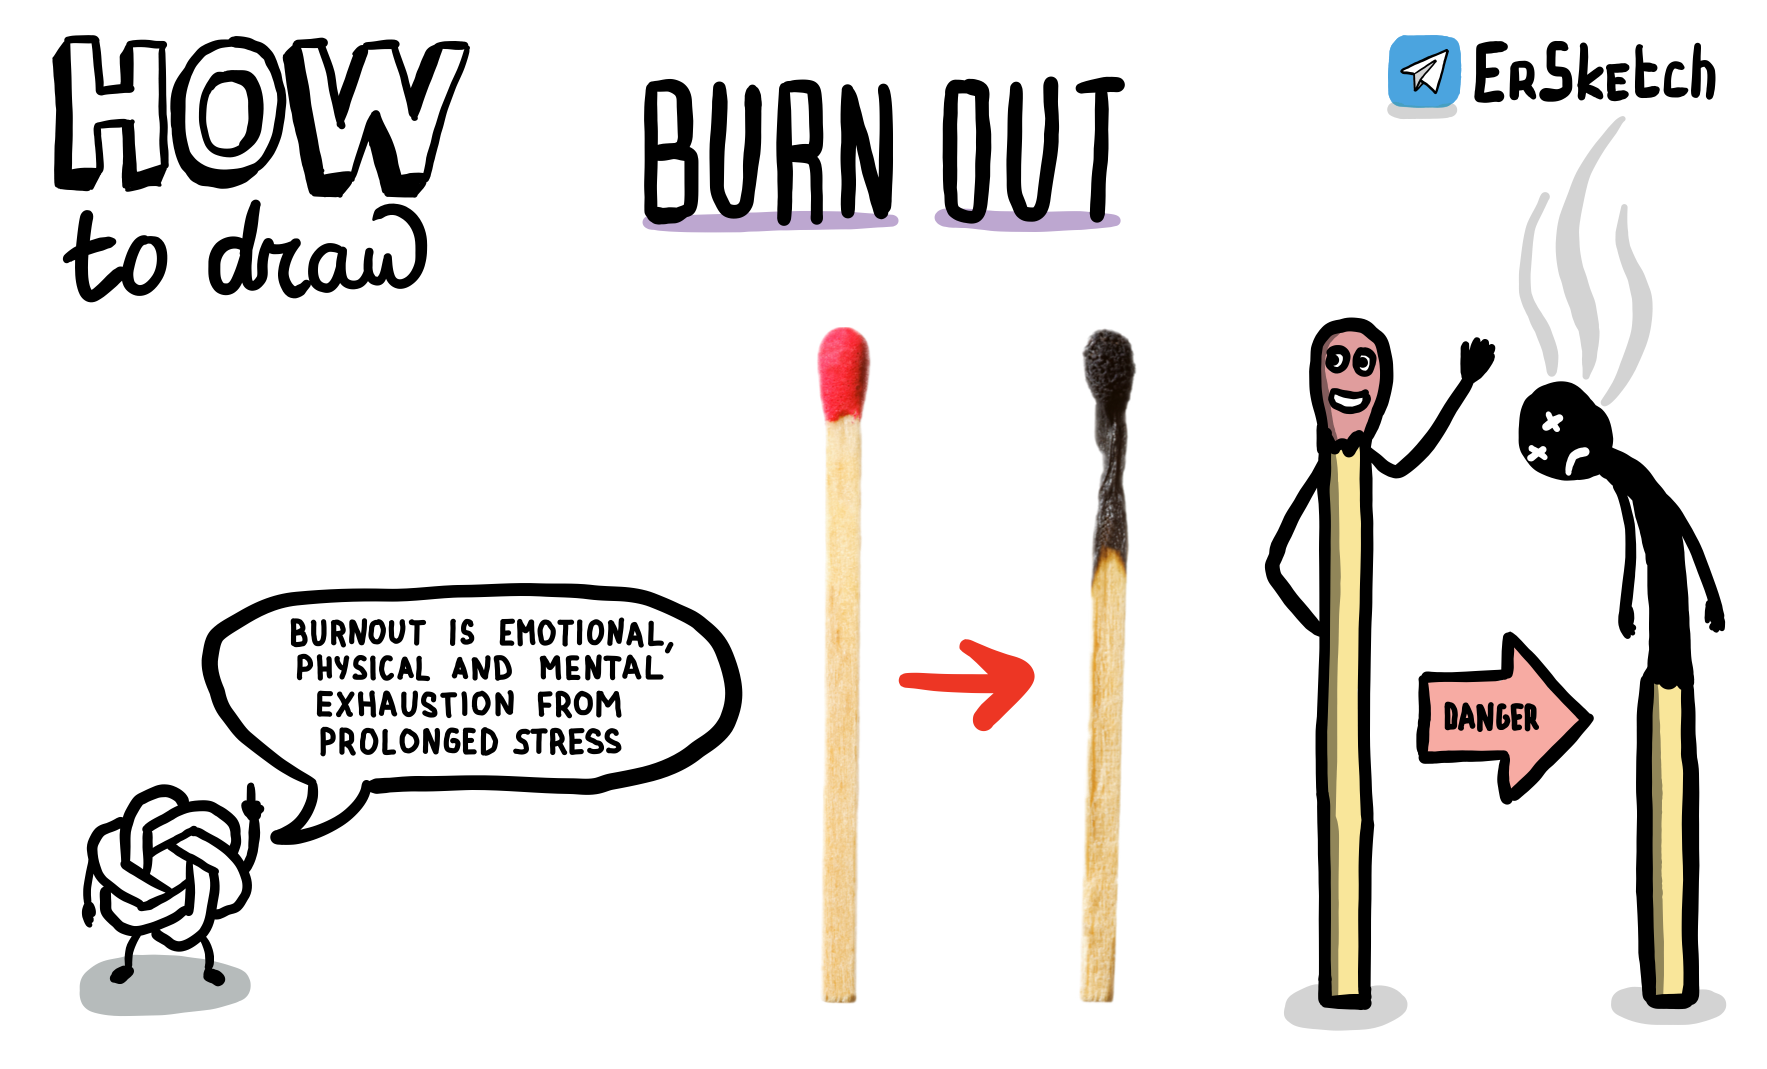 HOW
to draw
BURN OUT
ErSketch
BURNOUT IS EMOTIONAL,
PHYSICAL AND MENTAL
EXHAUSTION FROM
PROLONGED STRESS
DANGER